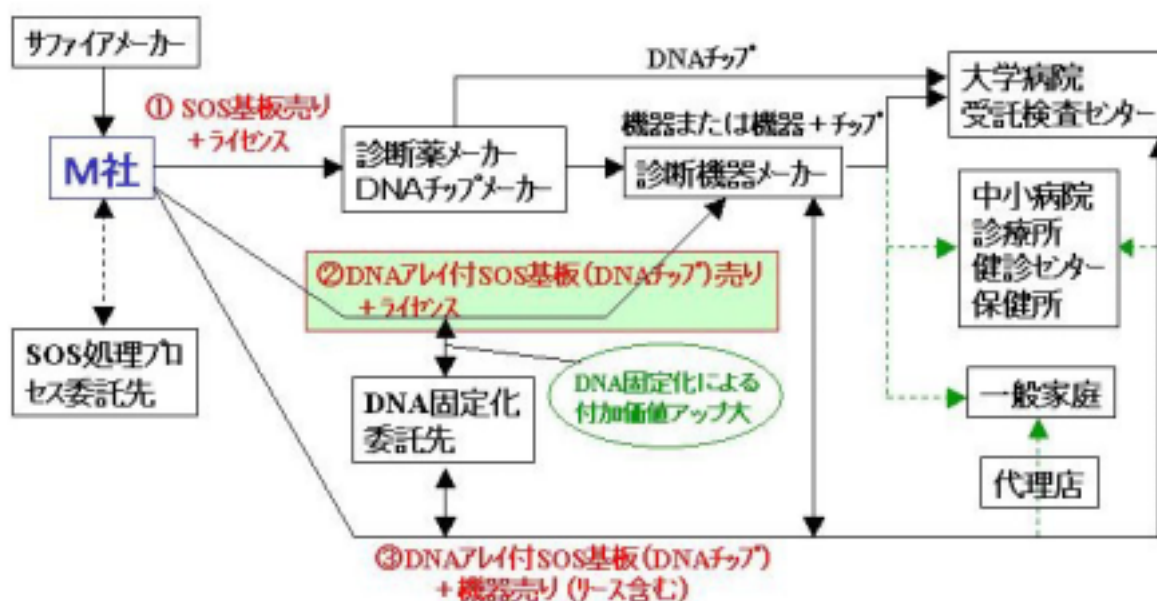 サファイアメーカー
① SOS基板売り
+ライセンス
M社
SOS処理プロ
セス委託先
診断薬メーカー
DNAチップメーカー
DNAチップ
機器または機器+チップ
診断機器メーカー
大学病院
受託検査センター
中小病院
診療所
健診センター
保健所
②DNAアレイ付SOS基板(DNAチップ)売り
+ライセンス
DNA固定化
委託先
DNA固定化による
付加価値アップ大
一般家庭
代理店
③DNAアレイ付SOS基板(DNAチップ)
+機器売り(リース含む)